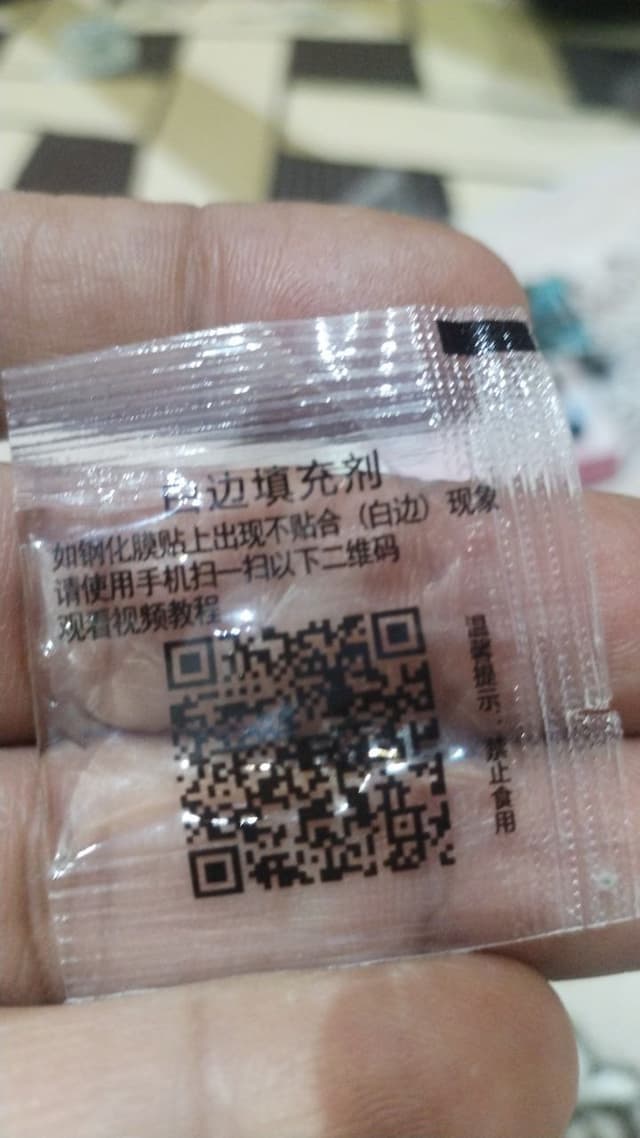 白边填充剂
如钢化膜贴上出现不贴合（白边）现象
请使用手机扫一扫以下二维码
观看视频教程
温馨提示：禁止食用